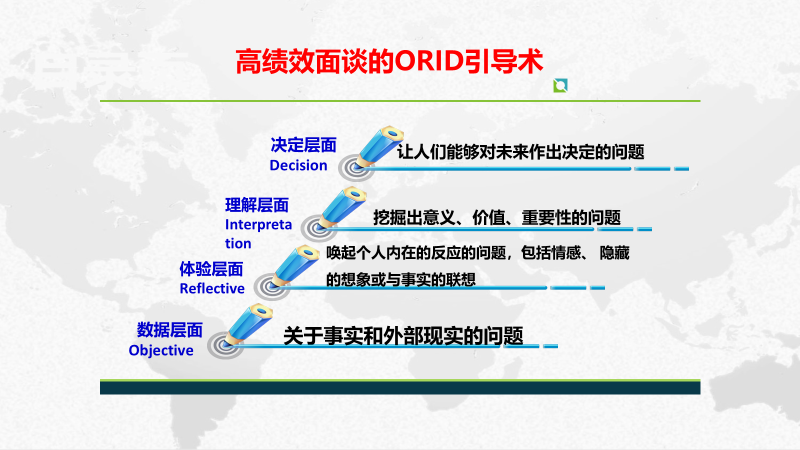 高绩效面谈的ORID引导术
决定层面
Decision
让人们能够对未来作出决定的问题
理解层面
Interpreta
tion
挖掘出意义、价值、重要性的问题
体验层面
Reflective
唤起个人内在的反应的问题，包括情感、 隐藏
的想象或与事实的联想
数据层面
Objective
关于事实和外部现实的问题